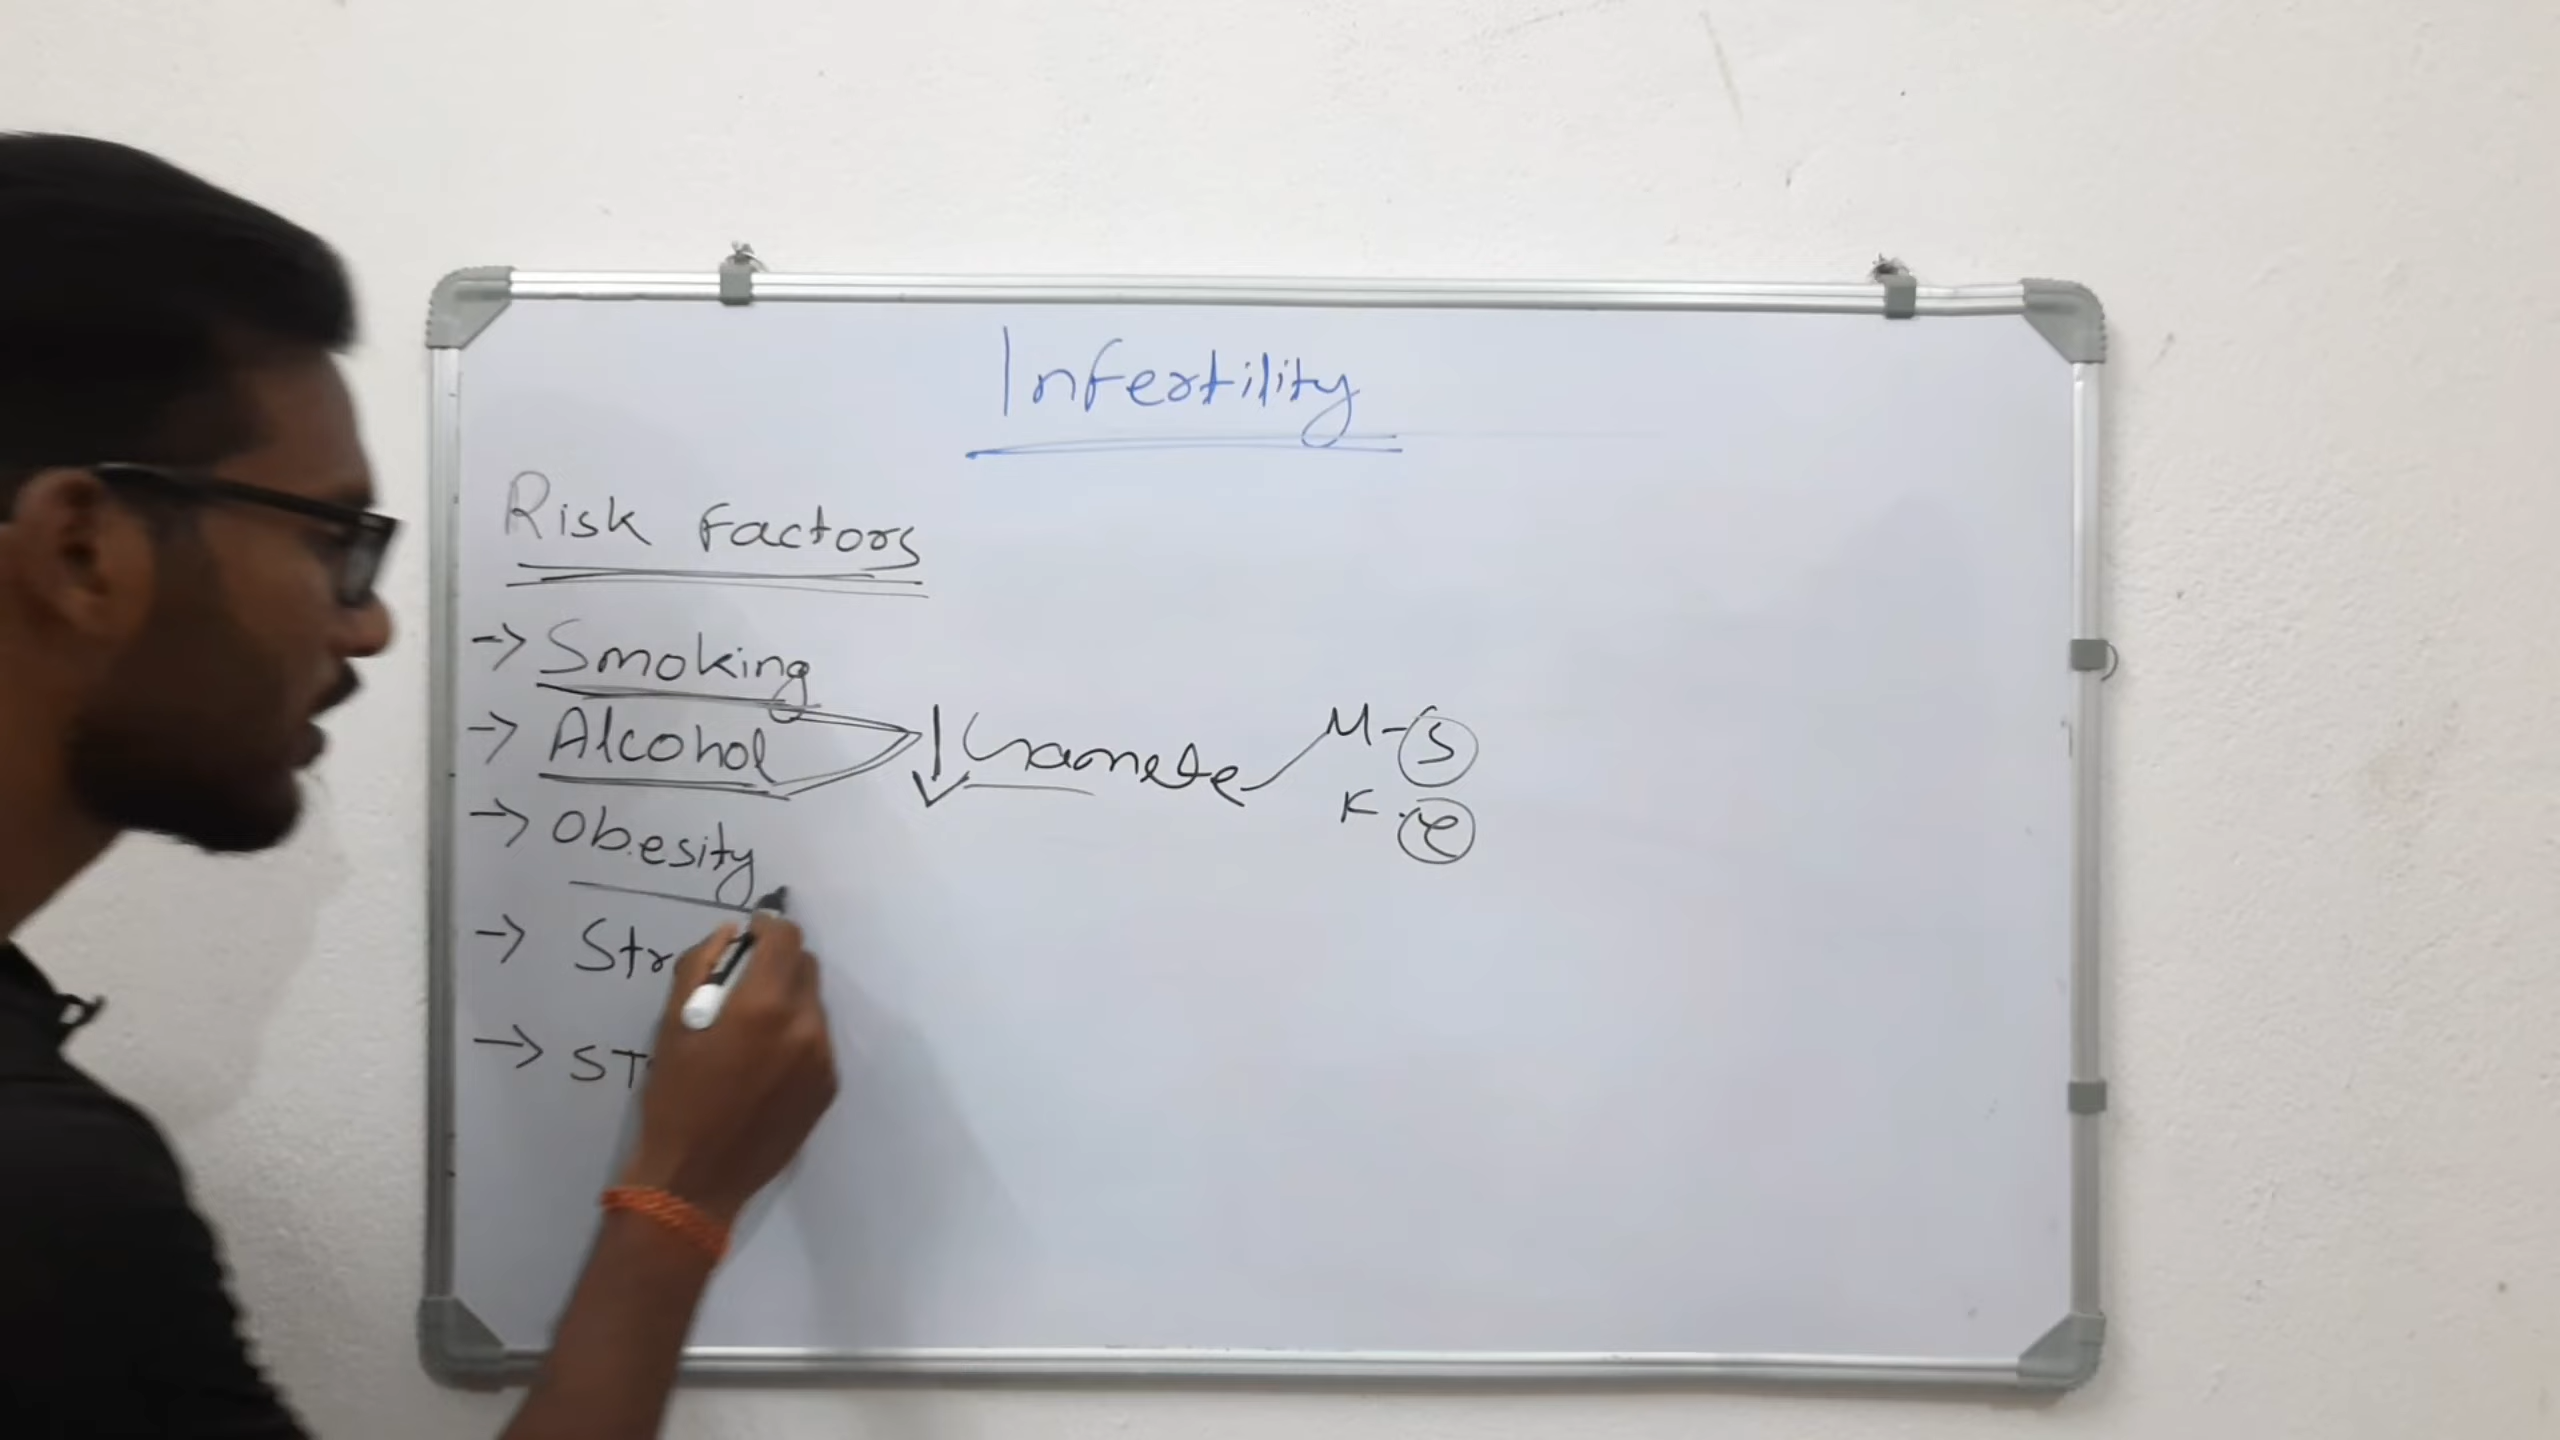 Infertility
Risk Factors
→ Smoking
→ Alcohol
↓ Gamete
M - S
F - e
→ Obesity
→
→